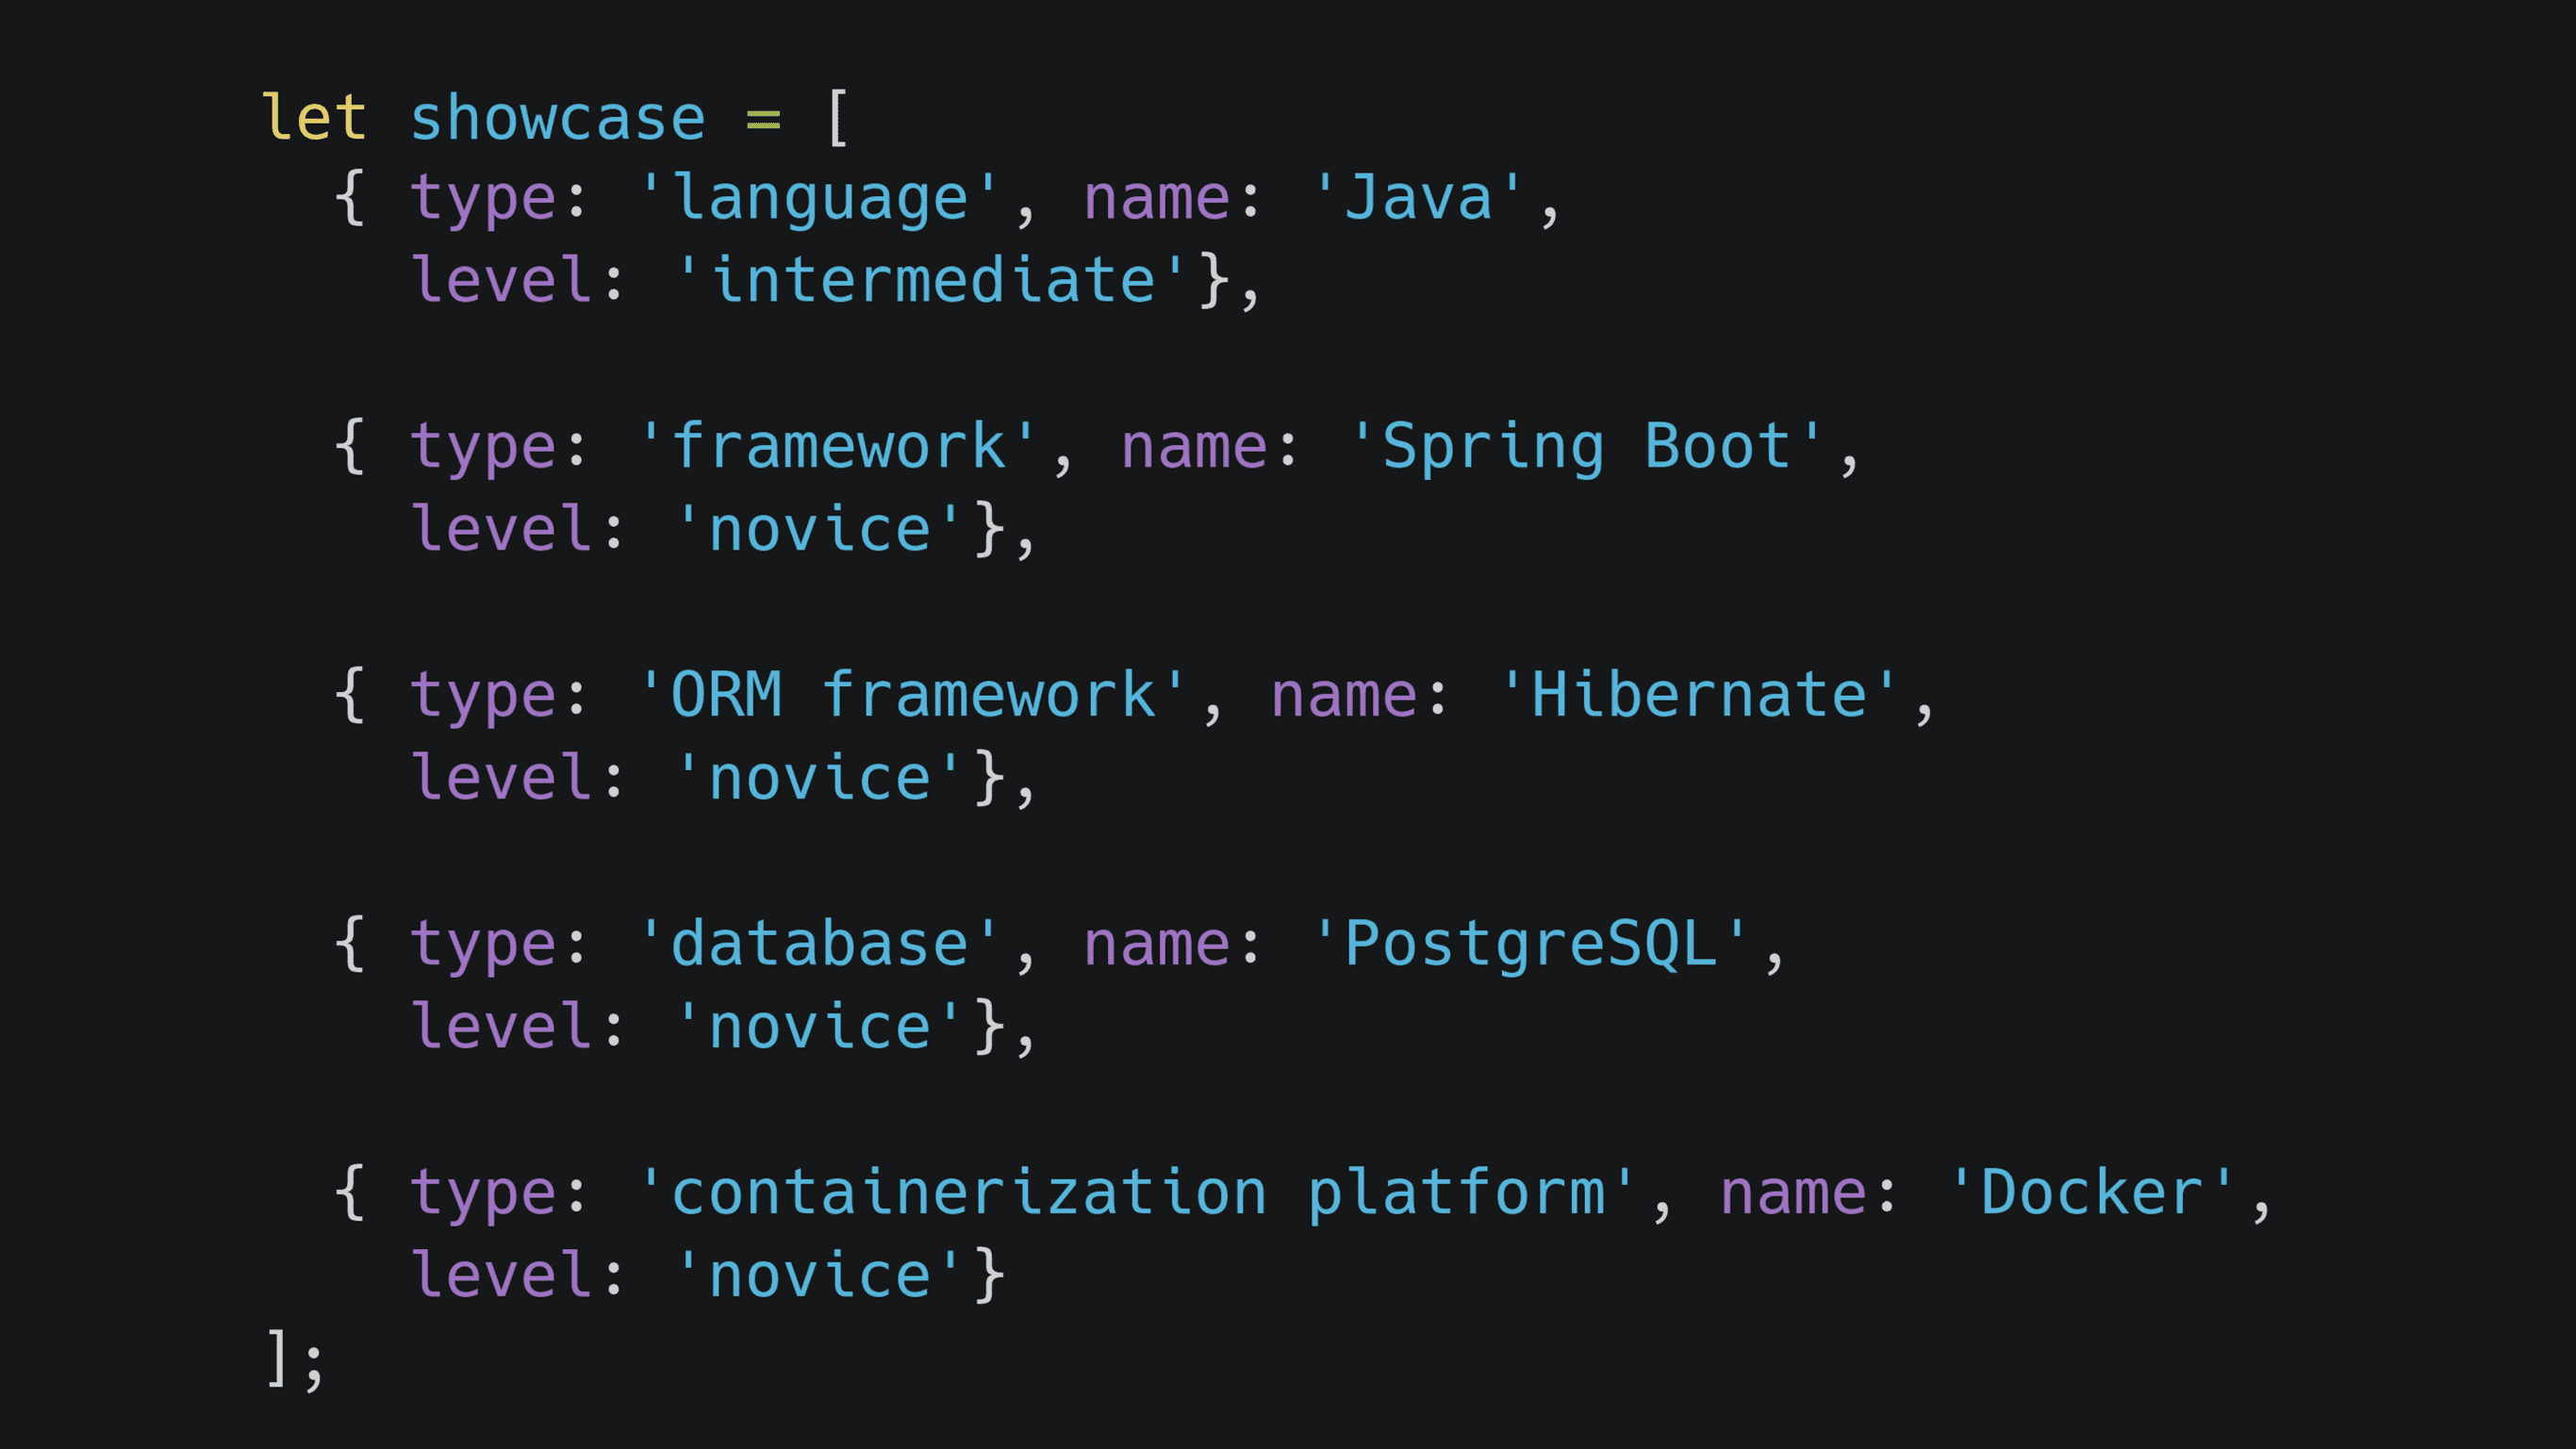 let showcase = [
  { type: 'language', name: 'Java',
    level: 'intermediate'},
  { type: 'framework', name: 'Spring Boot',
    level: 'novice'},
  { type: 'ORM framework', name: 'Hibernate',
    level: 'novice'},
  { type: 'database', name: 'PostgreSQL',
    level: 'novice'},
  { type: 'containerization platform', name: 'Docker',
    level: 'novice'}
];